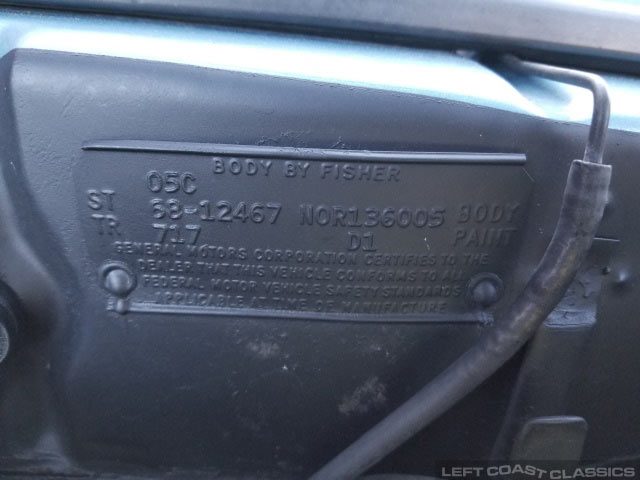 BODY BY FISHER
05C
ST 68-12467 NOR136005 BODY
TR 717 D1 PAINT
GENERAL MOTORS CORPORATION CERTIFIES TO THE
DEALER THAT THIS VEHICLE CONFORMS TO ALL
FEDERAL MOTOR VEHICLE SAFETY STANDARDS
APPLICABLE AT TIME OF MANUFACTURE
LEFT COAST CLASSICS